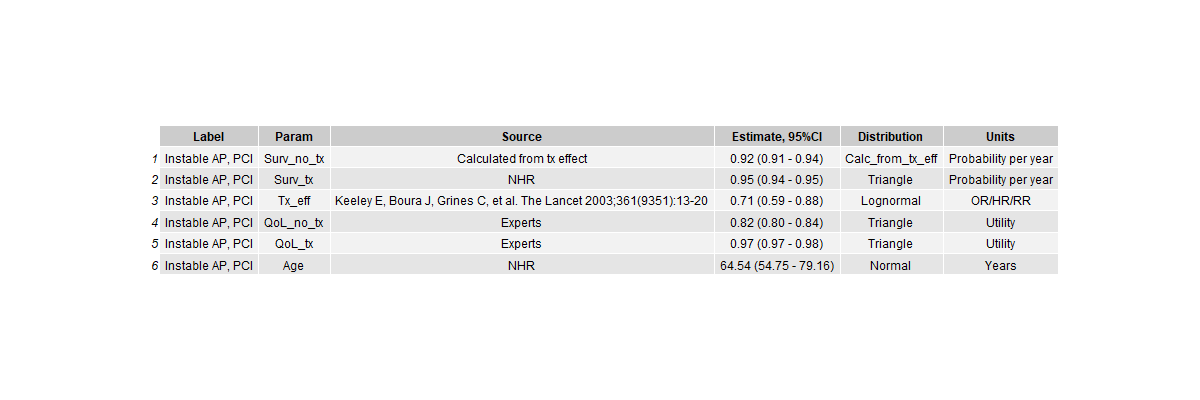 Label Param Source Estimate, 95%CI Distribution Units
1 Instable AP, PCI Surv_no_tx Calculated from tx effect 0.92 (0.91 - 0.94) Calc_from_tx_eff Probability per year
2 Instable AP, PCI Surv_tx NHR 0.95 (0.94 - 0.95) Triangle Probability per year
3 Instable AP, PCI Tx_eff Keeley E, Boura J, Grines C, et al. The Lancet 2003;361(9351):13-20 0.71 (0.59 - 0.88) Lognormal OR/HR/RR
4 Instable AP, PCI QoL_no_tx Experts 0.82 (0.80 - 0.84) Triangle Utility
5 Instable AP, PCI QoL_tx Experts 0.97 (0.97 - 0.98) Triangle Utility
6 Instable AP, PCI Age NHR 64.54 (54.75 - 79.16) Normal Years